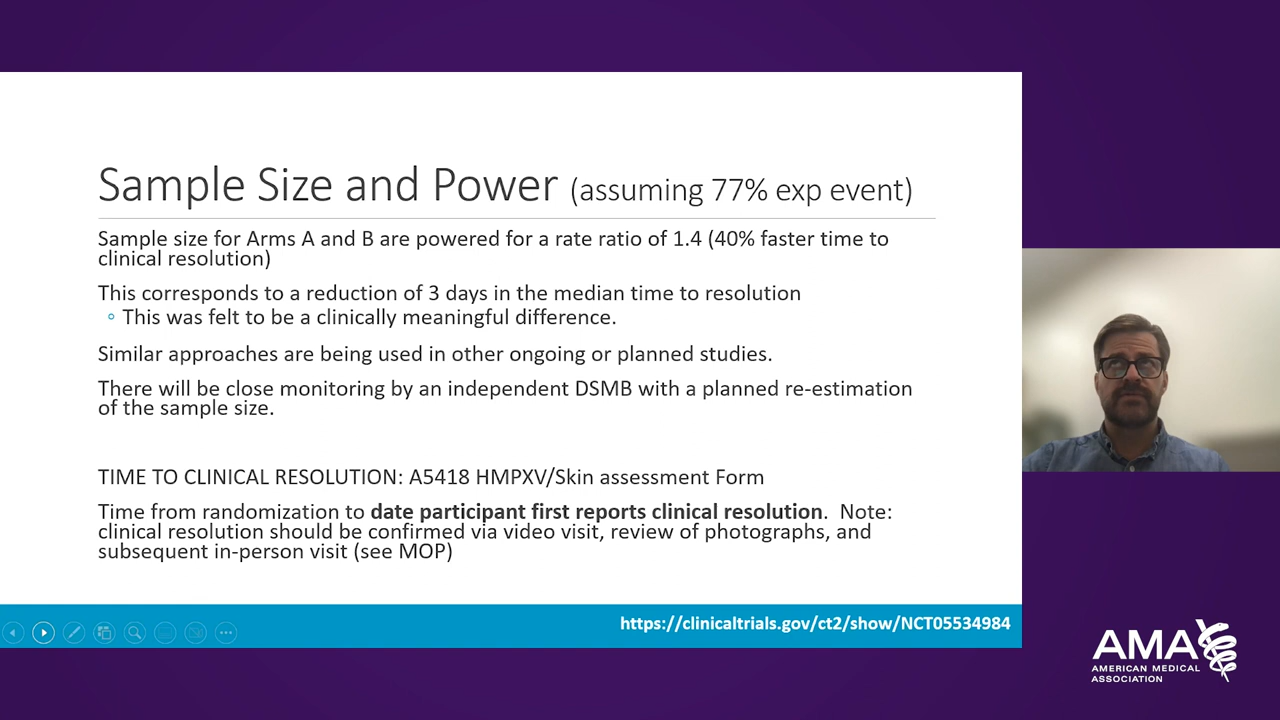 Sample Size and Power (assuming 77% exp event)
Sample size for Arms A and B are powered for a rate ratio of 1.4 (40% faster time to
clinical resolution)
This corresponds to a reduction of 3 days in the median time to resolution
◦ This was felt to be a clinically meaningful difference.
Similar approaches are being used in other ongoing or planned studies.
There will be close monitoring by an independent DSMB with a planned re-estimation
of the sample size.
TIME TO CLINICAL RESOLUTION: A5418 HMPXV/Skin assessment Form
Time from randomization to date participant first reports clinical resolution. Note:
clinical resolution should be confirmed via video visit, review of photographs, and
subsequent in-person visit (see MOP)
https://clinicaltrials.gov/ct2/show/NCT05534984
AMA
AMERICAN MEDICAL
ASSOCIATION